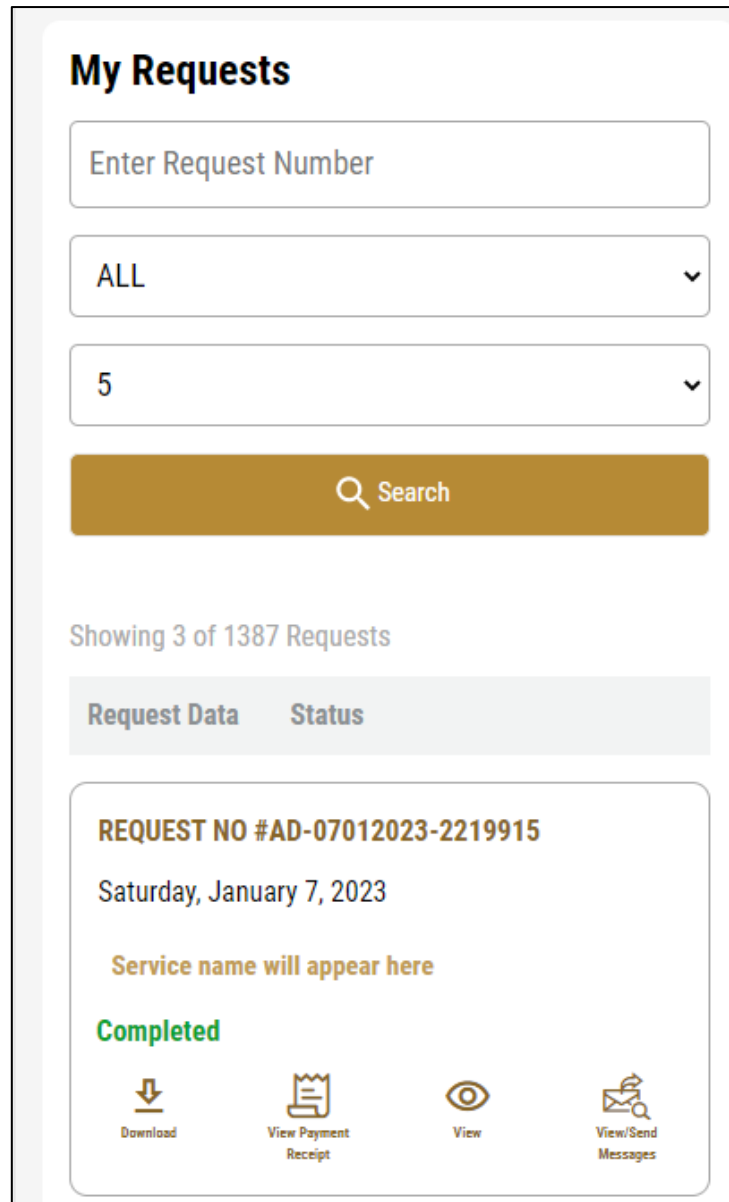 My Requests
Enter Request Number
ALL
5
Search
Showing 3 of 1387 Requests
Request Data Status
REQUEST NO #AD-07012023-2219915
Saturday, January 7, 2023
Service name will appear here
Completed
Download
View Payment
Receipt
View
View/Send
Messages